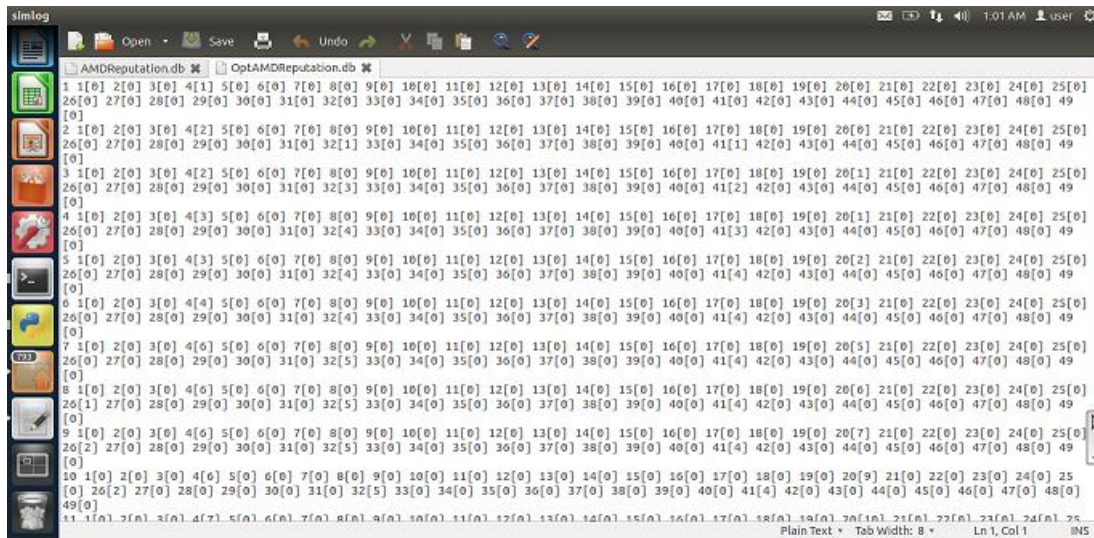 simlog
1:01 AM user
Open Save Undo
AMDReputation.db OptAMDReputation.db
1 1[0] 2[0] 3[0] 4[1] 5[0] 6[0] 7[0] 8[0] 9[0] 10[0] 11[0] 12[0] 13[0] 14[0] 15[0] 16[0] 17[0] 18[0] 19[0] 20[0] 21[0] 22[0] 23[0] 24[0] 25[0]
26[0] 27[0] 28[0] 29[0] 30[0] 31[0] 32[0] 33[0] 34[0] 35[0] 36[0] 37[0] 38[0] 39[0] 40[0] 41[0] 42[0] 43[0] 44[0] 45[0] 46[0] 47[0] 48[0] 49
[0]
2 1[0] 2[0] 3[0] 4[2] 5[0] 6[0] 7[0] 8[0] 9[0] 10[0] 11[0] 12[0] 13[0] 14[0] 15[0] 16[0] 17[0] 18[0] 19[0] 20[0] 21[0] 22[0] 23[0] 24[0] 25[0]
26[0] 27[0] 28[0] 29[0] 30[0] 31[0] 32[1] 33[0] 34[0] 35[0] 36[0] 37[0] 38[0] 39[0] 40[0] 41[1] 42[0] 43[0] 44[0] 45[0] 46[0] 47[0] 48[0] 49
[0]
3 1[0] 2[0] 3[0] 4[2] 5[0] 6[0] 7[0] 8[0] 9[0] 10[0] 11[0] 12[0] 13[0] 14[0] 15[0] 16[0] 17[0] 18[0] 19[0] 20[1] 21[0] 22[0] 23[0] 24[0] 25[0]
26[0] 27[0] 28[0] 29[0] 30[0] 31[0] 32[3] 33[0] 34[0] 35[0] 36[0] 37[0] 38[0] 39[0] 40[0] 41[2] 42[0] 43[0] 44[0] 45[0] 46[0] 47[0] 48[0] 49
[0]
4 1[0] 2[0] 3[0] 4[3] 5[0] 6[0] 7[0] 8[0] 9[0] 10[0] 11[0] 12[0] 13[0] 14[0] 15[0] 16[0] 17[0] 18[0] 19[0] 20[1] 21[0] 22[0] 23[0] 24[0] 25[0]
26[0] 27[0] 28[0] 29[0] 30[0] 31[0] 32[4] 33[0] 34[0] 35[0] 36[0] 37[0] 38[0] 39[0] 40[0] 41[3] 42[0] 43[0] 44[0] 45[0] 46[0] 47[0] 48[0] 49
[0]
5 1[0] 2[0] 3[0] 4[3] 5[0] 6[0] 7[0] 8[0] 9[0] 10[0] 11[0] 12[0] 13[0] 14[0] 15[0] 16[0] 17[0] 18[0] 19[0] 20[2] 21[0] 22[0] 23[0] 24[0] 25[0]
26[0] 27[0] 28[0] 29[0] 30[0] 31[0] 32[4] 33[0] 34[0] 35[0] 36[0] 37[0] 38[0] 39[0] 40[0] 41[4] 42[0] 43[0] 44[0] 45[0] 46[0] 47[0] 48[0] 49
[0]
6 1[0] 2[0] 3[0] 4[4] 5[0] 6[0] 7[0] 8[0] 9[0] 10[0] 11[0] 12[0] 13[0] 14[0] 15[0] 16[0] 17[0] 18[0] 19[0] 20[3] 21[0] 22[0] 23[0] 24[0] 25[0]
26[0] 27[0] 28[0] 29[0] 30[0] 31[0] 32[4] 33[0] 34[0] 35[0] 36[0] 37[0] 38[0] 39[0] 40[0] 41[4] 42[0] 43[0] 44[0] 45[0] 46[0] 47[0] 48[0] 49
[0]
7 1[0] 2[0] 3[0] 4[6] 5[0] 6[0] 7[0] 8[0] 9[0] 10[0] 11[0] 12[0] 13[0] 14[0] 15[0] 16[0] 17[0] 18[0] 19[0] 20[5] 21[0] 22[0] 23[0] 24[0] 25[0]
26[0] 27[0] 28[0] 29[0] 30[0] 31[0] 32[5] 33[0] 34[0] 35[0] 36[0] 37[0] 38[0] 39[0] 40[0] 41[4] 42[0] 43[0] 44[0] 45[0] 46[0] 47[0] 48[0] 49
[0]
8 1[0] 2[0] 3[0] 4[6] 5[0] 6[0] 7[0] 8[0] 9[0] 10[0] 11[0] 12[0] 13[0] 14[0] 15[0] 16[0] 17[0] 18[0] 19[0] 20[6] 21[0] 22[0] 23[0] 24[0] 25[0]
26[1] 27[0] 28[0] 29[0] 30[0] 31[0] 32[5] 33[0] 34[0] 35[0] 36[0] 37[0] 38[0] 39[0] 40[0] 41[4] 42[0] 43[0] 44[0] 45[0] 46[0] 47[0] 48[0] 49
[0]
9 1[0] 2[0] 3[0] 4[6] 5[0] 6[0] 7[0] 8[0] 9[0] 10[0] 11[0] 12[0] 13[0] 14[0] 15[0] 16[0] 17[0] 18[0] 19[0] 20[7] 21[0] 22[0] 23[0] 24[0] 25[0]
26[2] 27[0] 28[0] 29[0] 30[0] 31[0] 32[5] 33[0] 34[0] 35[0] 36[0] 37[0] 38[0] 39[0] 40[0] 41[4] 42[0] 43[0] 44[0] 45[0] 46[0] 47[0] 48[0] 49
[0]
10 1[0] 2[0] 3[0] 4[6] 5[0] 6[0] 7[0] 8[0] 9[0] 10[0] 11[0] 12[0] 13[0] 14[0] 15[0] 16[0] 17[0] 18[0] 19[0] 20[9] 21[0] 22[0] 23[0] 24[0] 25
[0] 26[2] 27[0] 28[0] 29[0] 30[0] 31[0] 32[5] 33[0] 34[0] 35[0] 36[0] 37[0] 38[0] 39[0] 40[0] 41[4] 42[0] 43[0] 44[0] 45[0] 46[0] 47[0] 48[0]
49[0]
11 1[0] 2[0] 3[0] 4[7] 5[0] 6[0] 7[0] 8[0] 9[0] 10[0] 11[0] 12[0] 13[0] 14[0] 15[0] 16[0] 17[0] 18[0] 19[0] 20[10] 21[0] 22[0] 23[0] 24[0] 25
Plain Text Tab Width: 8 Ln 1, Col 1 INS